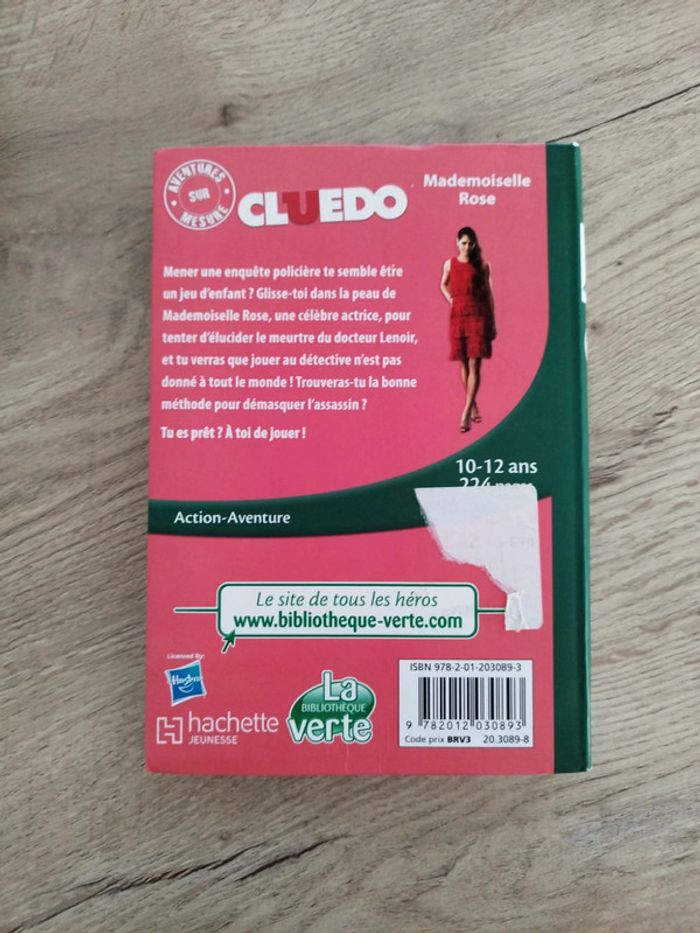 AVENTURES
SUR
MESURE
CLUEDO
Mademoiselle
Rose
Mener une enquête policière te semble être
un jeu d'enfant ? Glisse-toi dans la peau de
Mademoiselle Rose, une célèbre actrice, pour
tenter d'élucider le meurtre du docteur Lenoir,
et tu verras que jouer au détective n'est pas
donné à tout le monde ! Trouveras-tu la bonne
méthode pour démasquer l'assassin ?
Tu es prêt ? À toi de jouer !
10-12 ans
224
Action-Aventure
Le site de tous les héros
www.bibliotheque-verte.com
Licensed By:
Hasbro
hachette
JEUNESSE
La
BIBLIOTHÈQUE
verte
ISBN 978-2-01-203089-3
9 782012 030893
Code prix BRV3 20.3089-8